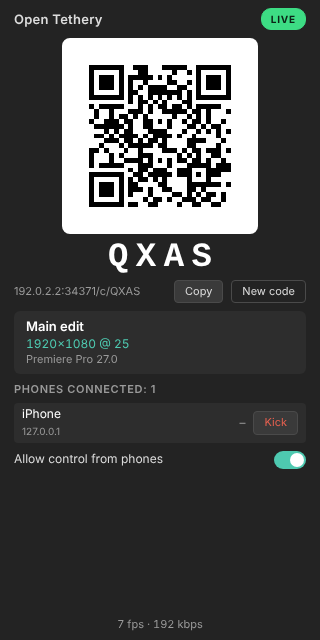 Open Tethery
LIVE
QXAS
192.0.2.2:34371/c/QXAS
Copy
New code
Main edit
1920×1080 @ 25
Premiere Pro 27.0
PHONES CONNECTED: 1
iPhone
127.0.0.1
–
Kick
Allow control from phones
7 fps · 192 kbps